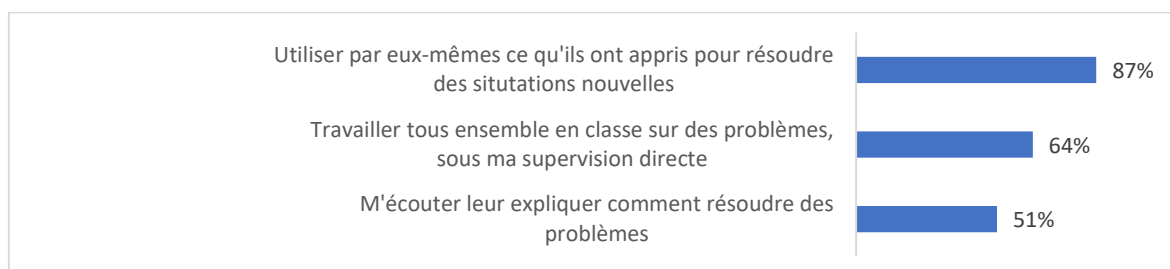 Utiliser par eux-mêmes ce qu'ils ont appris pour résoudre
des situtations nouvelles
87%
Travailler tous ensemble en classe sur des problèmes,
sous ma supervision directe
64%
M'écouter leur expliquer comment résoudre des
problèmes
51%